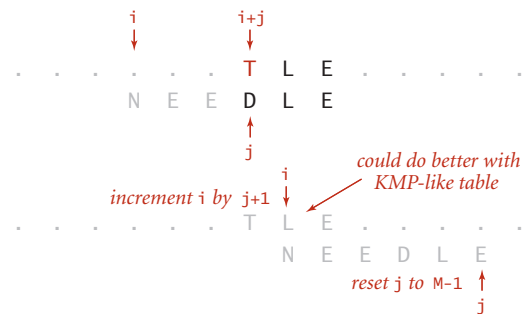 i i+j
. . . . . . T L E . . . . .
N E E D L E
j
could do better with
KMP-like table
i
increment i by j+1
. . . . . . T L E . . . . .
N E E D L E
reset j to M-1
j